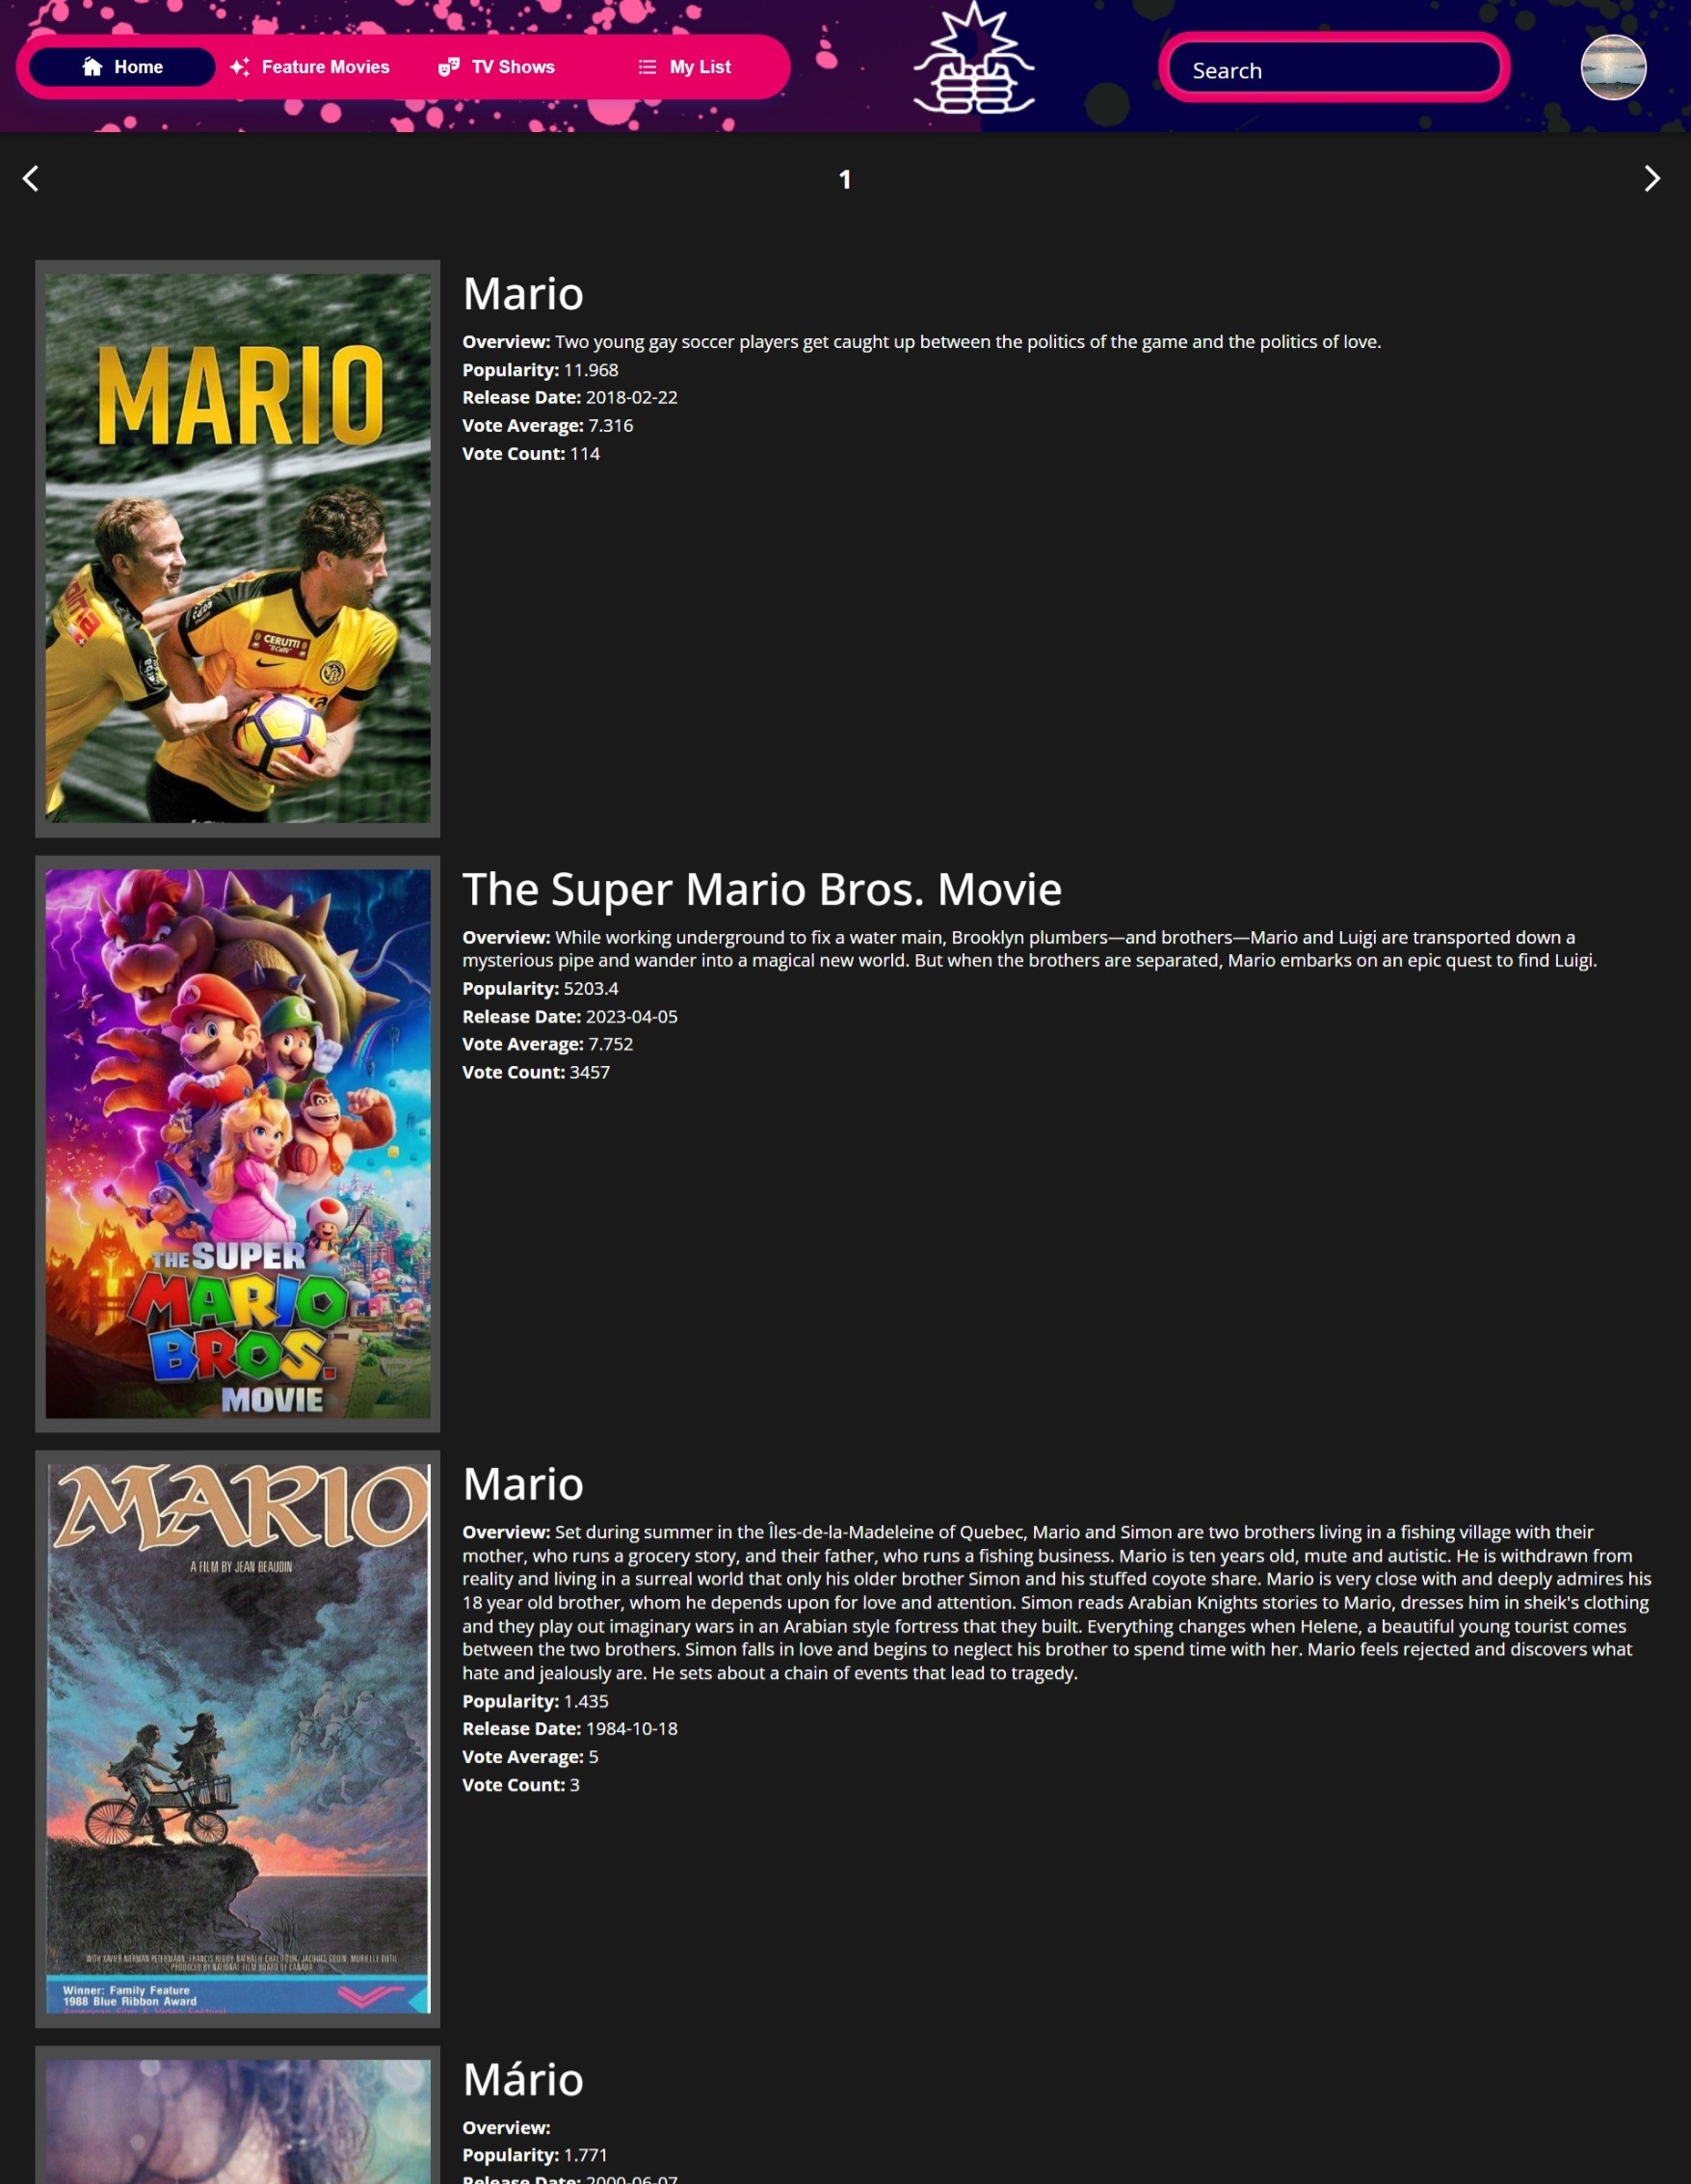 Home
Feature Movies
TV Shows
My List
Search
1
MARIO
CERUTTI
"Il Caffè"
Mario
Overview: Two young gay soccer players get caught up between the politics of the game and the politics of love.
Popularity: 11.968
Release Date: 2018-02-22
Vote Average: 7.316
Vote Count: 114
THE SUPER
MARIO
BROS.
MOVIE
The Super Mario Bros. Movie
Overview: While working underground to fix a water main, Brooklyn plumbers—and brothers—Mario and Luigi are transported down a
mysterious pipe and wander into a magical new world. But when the brothers are separated, Mario embarks on an epic quest to find Luigi.
Popularity: 5203.4
Release Date: 2023-04-05
Vote Average: 7.752
Vote Count: 3457
MARIO
A FILM BY JEAN BEAUDIN
PRODUCED BY NATIONAL FILM BOARD OF CANADA
Winner: Family Feature
1988 Blue Ribbon Award
American Film & Video Festival
Mario
Overview: Set during summer in the Îles-de-la-Madeleine of Quebec, Mario and Simon are two brothers living in a fishing village with their
mother, who runs a grocery story, and their father, who runs a fishing business. Mario is ten years old, mute and autistic. He is withdrawn from
reality and living in a surreal world that only his older brother Simon and his stuffed coyote share. Mario is very close with and deeply admires his
18 year old brother, whom he depends upon for love and attention. Simon reads Arabian Knights stories to Mario, dresses him in sheik's clothing
and they play out imaginary wars in an Arabian style fortress that they built. Everything changes when Helene, a beautiful young tourist comes
between the two brothers. Simon falls in love and begins to neglect his brother to spend time with her. Mario feels rejected and discovers what
hate and jealously are. He sets about a chain of events that lead to tragedy.
Popularity: 1.435
Release Date: 1984-10-18
Vote Average: 5
Vote Count: 3
Mário
Overview:
Popularity: 1.771
Release Date: 2000-06-07